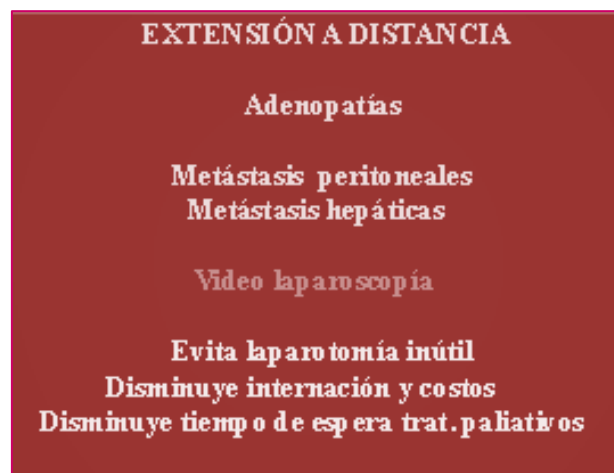 EXTENSIÓN A DISTANCIA
Adenopatías
Metástasis peritoneales
Metástasis hepáticas
Video laparoscopía
Evita laparotomía inútil
Disminuye internación y costos
Disminuye tiempo de espera trat. paliativos